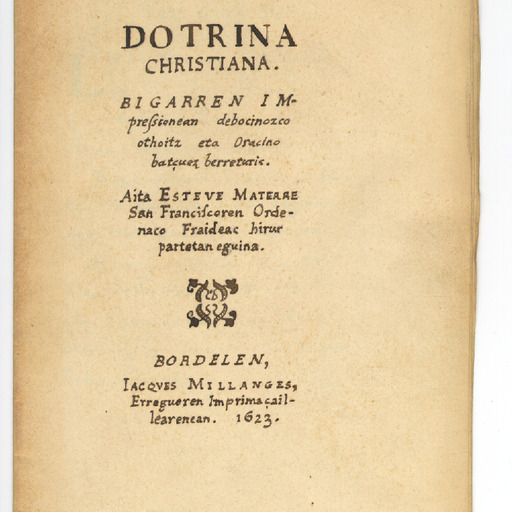 DOTRINA
CHRISTIANA.
BIGARREN IM-
preſsionean debocinozco
othoitz eta Oracino
batçuez berreturic.
Aita ESTEVE MATERRE
San Franciſcoren Orde-
naco Fraideac hirur
partetan eguina.
BORDELEN,
IACQVES MILLANGES,
Erregueren Imprimaçail-
learenean. 1623.